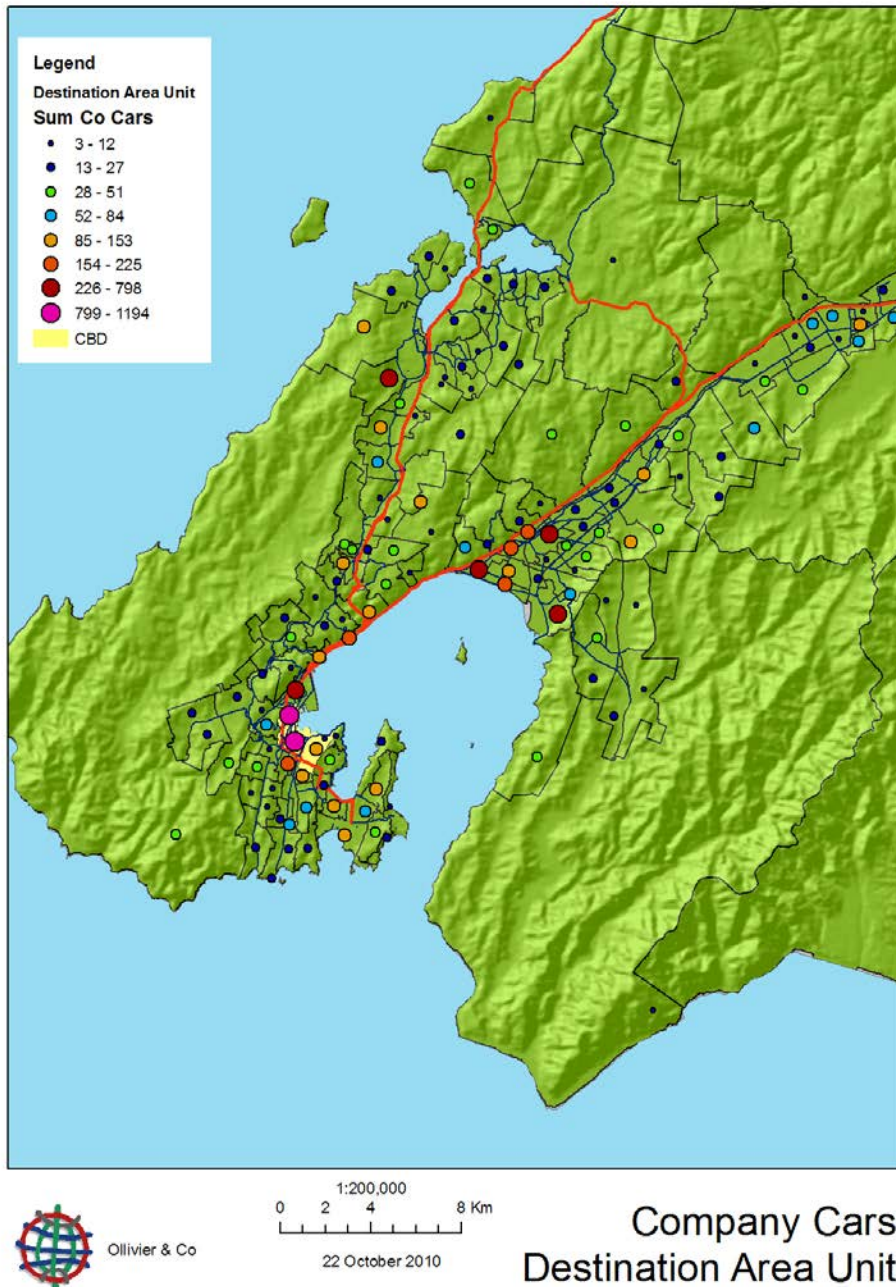 Legend
Destination Area Unit
Sum Co Cars
3 - 12
13 - 27
28 - 51
52 - 84
85 - 153
154 - 225
226 - 798
799 - 1194
CBD
1:200,000
0 2 4 8 Km
Ollivier & Co
22 October 2010
Company Cars
Destination Area Unit